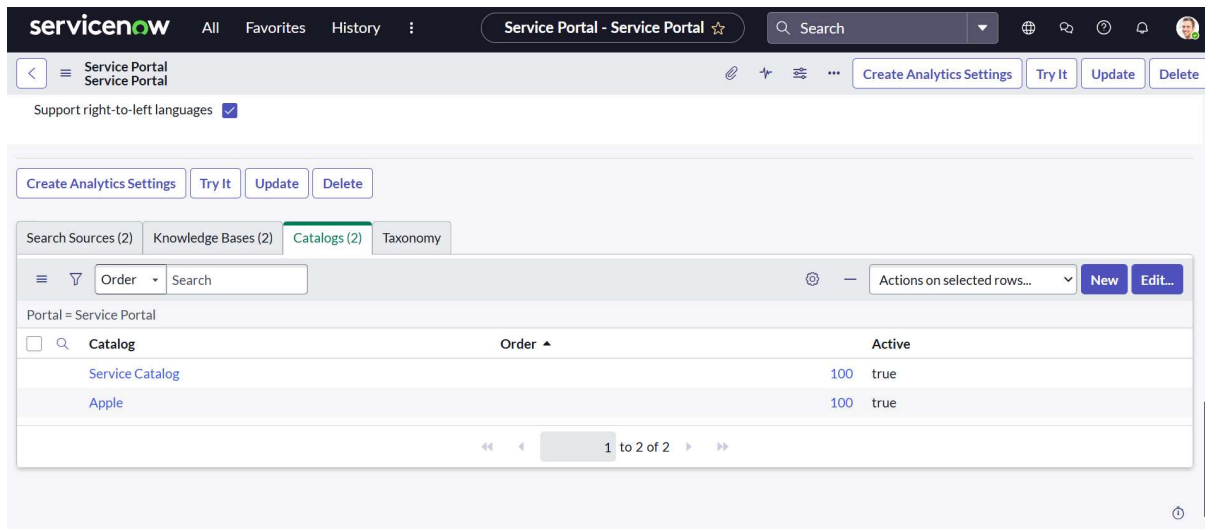 servicenow All Favorites History Service Portal - Service Portal Search
Service Portal
Service Portal
Create Analytics Settings Try It Update Delete
Support right-to-left languages
Create Analytics Settings Try It Update Delete
Search Sources (2) Knowledge Bases (2) Catalogs (2) Taxonomy
Order Search Actions on selected rows... New Edit...
Portal = Service Portal
Catalog Order Active
Service Catalog 100 true
Apple 100 true
1 to 2 of 2